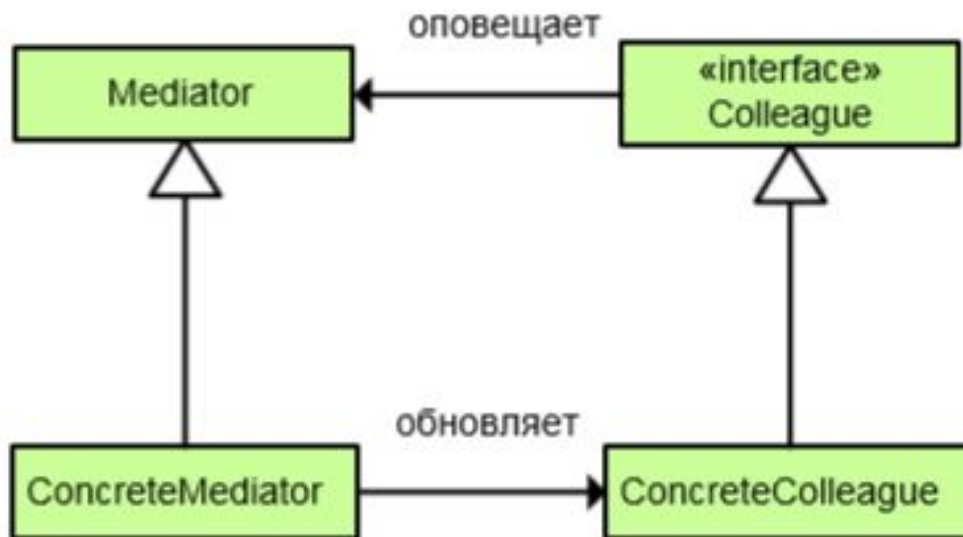 оповещает
Mediator
«interface»
Colleague
обновляет
ConcreteMediator
ConcreteColleague